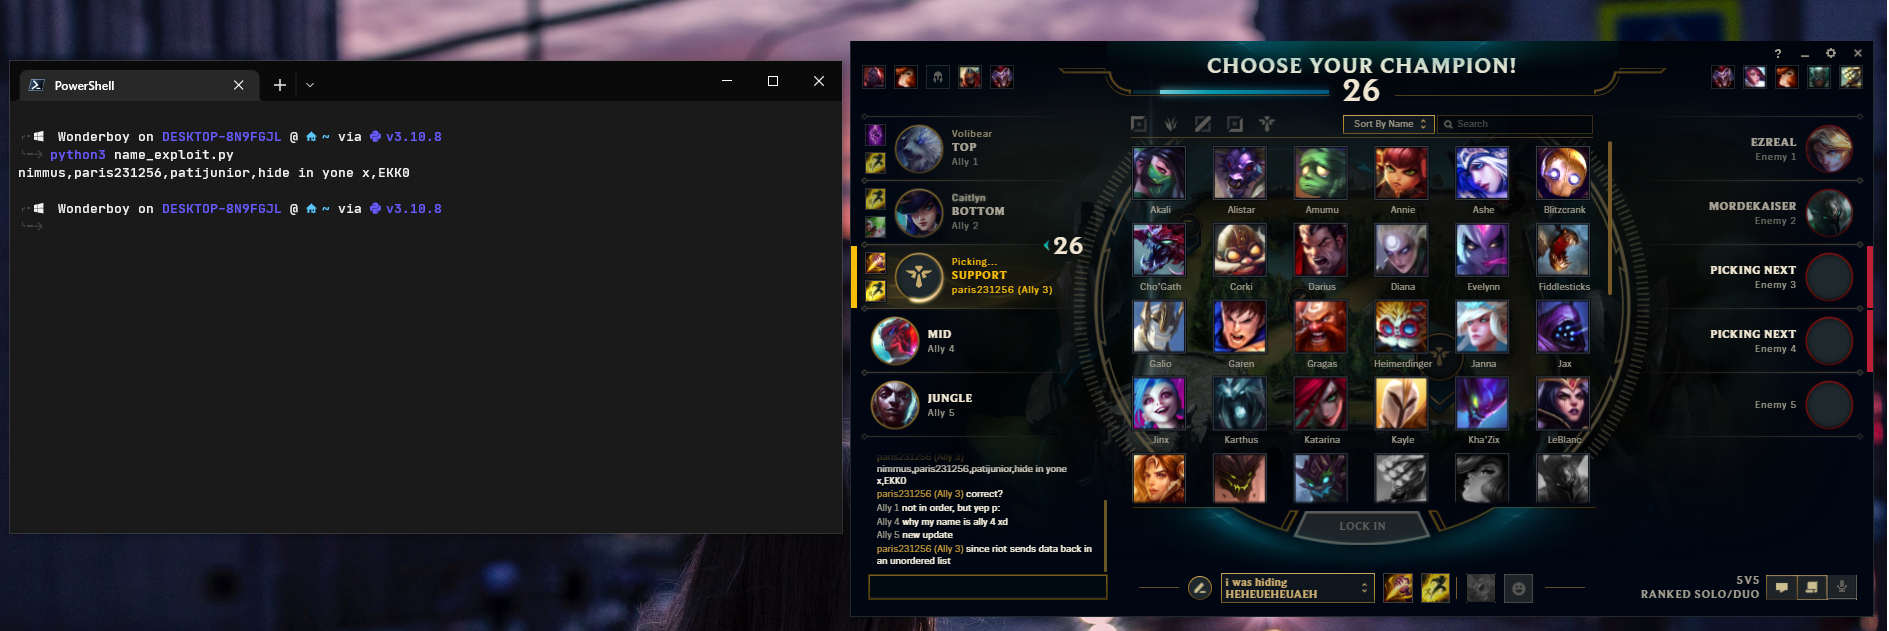 PowerShell
Wonderboy on DESKTOP-8N9FGJL @ ~ via v3.10.8
python3 name_exploit.py
nimmus,paris231256,patijunior,hide in yone x,EKK0
Wonderboy on DESKTOP-8N9FGJL @ ~ via v3.10.8
CHOOSE YOUR CHAMPION!
26
Sort By Name
Search
Volibear
TOP
Ally 1
Caitlyn
BOTTOM
Ally 2
26
Picking...
SUPPORT
paris231256 (Ally 3)
MID
Ally 4
JUNGLE
Ally 5
Akali Alistar Amumu Annie Ashe Blitzcrank
Cho'Gath Corki Darius Diana Evelynn Fiddlesticks
Galio Garen Gragas Heimerdinger Janna Jax
Jinx Karthus Katarina Kayle Kha'Zix LeBlanc
EZREAL
Enemy 1
MORDEKAISER
Enemy 2
PICKING NEXT
Enemy 3
PICKING NEXT
Enemy 4
Enemy 5
paris231256 (Ally 3)
nimmus,paris231256,patijunior,hide in yone
x,EKK0
paris231256 (Ally 3) correct?
Ally 1 not in order, but yep p:
Ally 4 why my name is ally 4 xd
Ally 5 new update
paris231256 (Ally 3) since riot sends data back in
an unordered list
LOCK IN
i was hiding
HEHEUEHEUAEH
5V5
RANKED SOLO/DUO